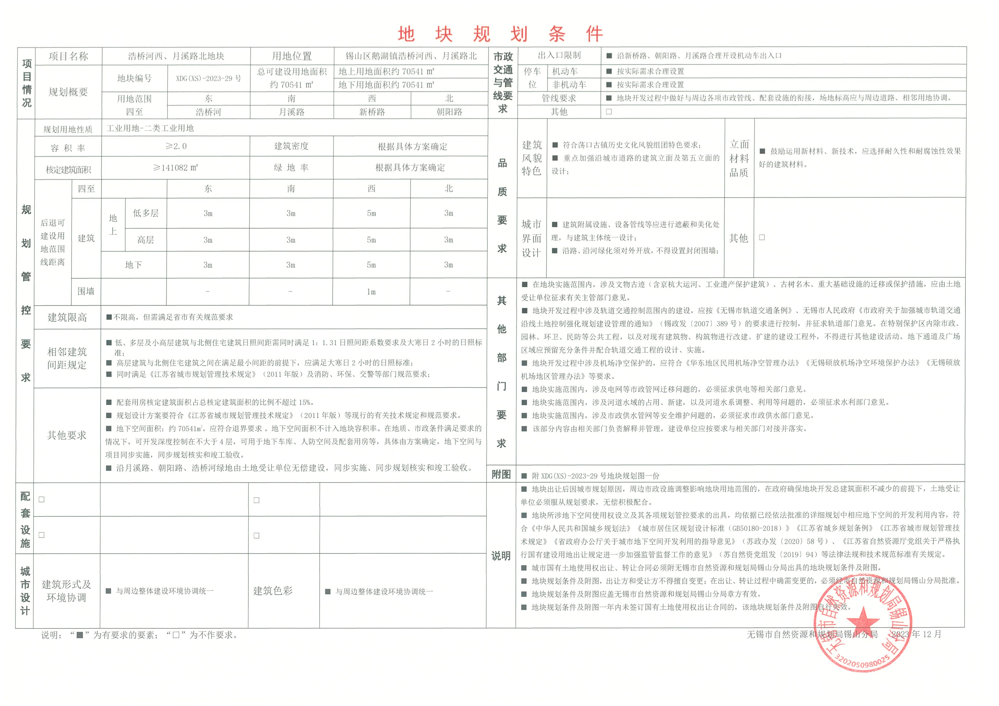 地块规划条件
项目情况
项目名称
浩桥河西、月溪路北地块
用地位置
锡山区鹅湖镇浩桥河西、月溪路北
规划概要
地块编号
XDG(XS)-2023-29 号
总可建设用地面积
约 70541 ㎡
地上用地面积约 70541 ㎡
地下用地面积约 70541 ㎡
用地范围
四至
东
南
西
北
浩桥河
月溪路
新桥路
朝阳路
规划管控要求
规划用地性质
工业用地-二类工业用地
容积率
≥2.0
建筑密度
根据具体方案确定
核定建筑面积
≥141082 ㎡
绿地率
根据具体方案确定
后退可
建设用
地范围
线距离
四至
东
南
西
北
建筑
地上
低多层
3m
3m
5m
3m
高层
3m
3m
5m
3m
地下
3m
3m
5m
3m
围墙
-
-
1m
-
建筑限高
■不限高，但需满足省市有关规范要求
相邻建筑
间距规定
■ 低、多层及小高层建筑与北侧住宅建筑日照间距需同时满足 1：1.31 日照间距系数要求及大寒日 2 小时的日照标
准；
■ 高层建筑与北侧住宅建筑之间在满足最小间距的前提下，应满足大寒日 2 小时的日照标准；
■ 同时满足《江苏省城市规划管理技术规定》（2011 年版）及消防、环保、交警等部门规范要求；
其他要求
■ 配套用房核定建筑面积占总核定建筑面积的比例不超过 15%。
■ 规划设计方案要符合《江苏省城市规划管理技术规定》（2011 年版）等现行的有关技术规定和规范要求。
■ 地下空间面积：约 70541㎡，应符合退界要求 。地下空间面积不计入地块容积率。在地质、市政条件满足要求的
情况下，可开发深度控制在不大于 4 层，可用于地下车库、人防空间及配套用房等，具体由方案确定，地下空间与
项目同步实施，同步规划核实和竣工验收。
■ 沿月溪路、朝阳路、浩桥河绿地由土地受让单位无偿建设，同步实施、同步规划核实和竣工验收。
配套设施
□
□
□
□
城市设计
建筑形式及
环境协调
■ 与周边整体建设环境协调统一
建筑色彩
■ 与周边整体建设环境协调统一
市政
交通
与管
线要
求
出入口限制
■ 沿新桥路、朝阳路、月溪路合理开设机动车出入口
停车
位
机动车
■ 按实际需求合理设置
非机动车
■ 按实际需求合理设置
管线要求
■ 地块开发过程中做好与周边各项市政管线、配套设施的衔接，场地标高应与周边道路、相邻用地协调。
其他
□
品质要求
建筑
风貌
特色
■ 符合荡口古镇历史文化风貌组团特色要求；
■ 重点加强沿城市道路的建筑立面及第五立面的
设计；
立面
材料
品质
■ 鼓励运用新材料、新技术，应选择耐久性和耐腐蚀性效果
好的建筑材料。
城市
界面
设计
■ 建筑附属设施、设备管线等应进行遮蔽和美化处
理，与建筑主体统一设计；
■ 沿路、沿河绿化须对外开放，不得设置封闭围墙；
其他
□
其他部门要求
■ 在地块实施范围内，涉及文物古迹（含京杭大运河、工业遗产保护建筑）、古树名木、重大基础设施的迁移或保护措施，应由土地
受让单位征求有关主管部门意见。
■ 地块开发过程中涉及轨道交通控制范围内的建设，应按《无锡市轨道交通条例》、无锡市人民政府《市政府关于加强城市轨道交通
沿线土地控制强化规划建设管理的通知》（锡政发〔2007〕389 号）的要求进行控制，并征求轨道部门意见。在特别保护区内除市政、
园林、环卫、民防等公共工程，以及对现有建筑物、构筑物进行改建、扩建的建设工程外，不得进行其他建设活动。地下通道及广场
区域应预留充分条件并配合轨道交通工程的设计、实施。
■ 地块开发过程中涉及机场净空保护的，应符合《华东地区民用机场净空管理办法》《无锡硕放机场净空环境保护办法》《无锡硕放
机场地区管理办法》等要求。
■ 地块实施范围内，涉及电网等市政管网迁移问题的，必须征求供电等相关部门意见。
■ 地块实施范围内，涉及河道水域的占用、新建，以及河道水系调整、利用等问题的，必须征求水利部门意见。
■ 地块实施范围内，涉及市政供水管网等安全维护问题的，必须征求市政供水部门意见。
■ 该部分内容由相关部门负责解释并管理，建设单位应按要求与相关部门对接并落实。
附图
■ 附 XDG(XS)-2023-29 号地块规划图一份
说明
■ 地块出让后因城市规划原因，周边市政设施调整影响地块用地范围的，在政府确保地块开发总建筑面积不减少的前提下，土地受让
单位必须服从规划要求，无偿积极配合。
■ 地块所涉地下空间使用权设立及其各项规划管控要求的出具，均依据已经依法批准的详细规划中相应地下空间的开发利用内容，符
合《中华人民共和国城乡规划法》《城市居住区规划设计标准（GB50180-2018）》《江苏省城乡规划条例》《江苏省城市规划管理技
术规定》《省政府办公厅关于城市地下空间开发利用的指导意见》（苏政办发〔2020〕58 号）、《江苏省自然资源厅党组关于严格执
行国有建设用地出让规定进一步加强监管监督工作的意见》（苏自然资党组发〔2019〕94）等法律法规和技术规范标准有关规定。
■ 城市国有土地使用权出让、转让合同必须附无锡市自然资源和规划局锡山分局出具的地块规划条件及附图。
■ 地块规划条件及附图，出让方和受让方不得擅自变更；在出让、转让过程中确需变更的，必须经市自然资源和规划局锡山分局批准。
■ 地块规划条件及附图应盖无锡市自然资源和规划局锡山分局章方有效。
■ 地块规划条件及附图一年内未签订国有土地使用权出让合同的，该地块规划条件及附图自行失效。
说明：“■”为有要求的要素；“□”为不作要求。
无锡市自然资源和规划局锡山分局 2023 年 12 月
无锡市自然资源和规划局锡山分局
3202050980025